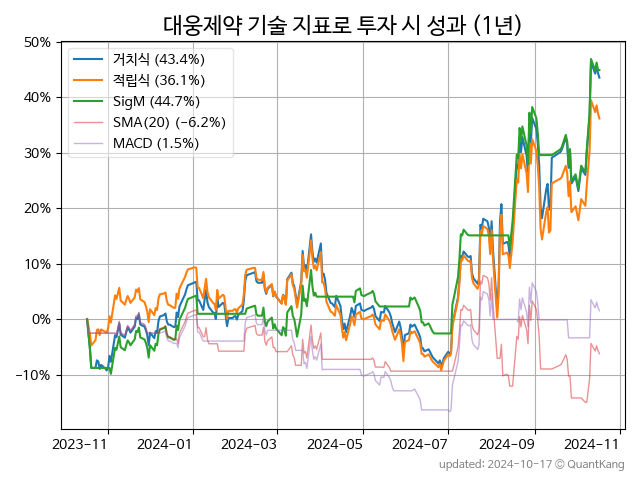 대웅제약 기술 지표로 투자 시 성과 (1년)
50%
40%
30%
20%
10%
0%
−10%
거치식 (43.4%)
적립식 (36.1%)
SigM (44.7%)
SMA(20) (−6.2%)
MACD (1.5%)
2023−11 2024−01 2024−03 2024−05 2024−07 2024−09 2024−11
updated: 2024-10-17 © QuantKang